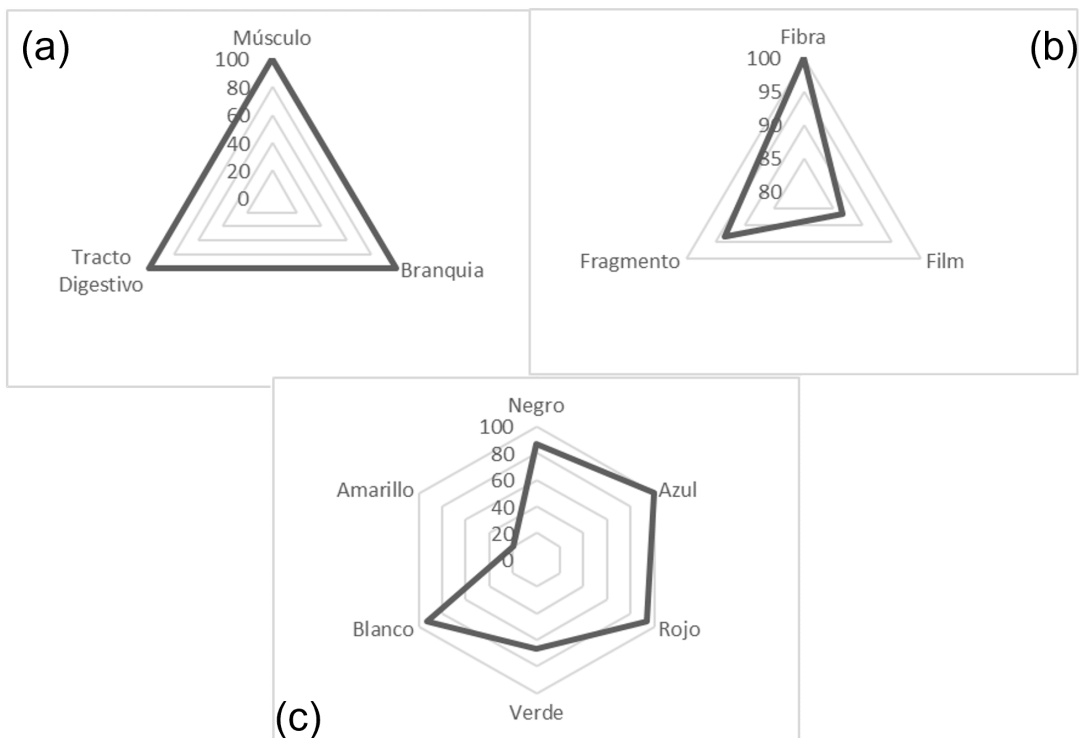 (a)
Músculo
100
80
60
40
20
0
Tracto
Digestivo
Branquia
(b)
Fibra
100
95
90
85
80
Fragmento
Film
Negro
100
80
60
40
20
0
Amarillo
Azul
Blanco
Rojo
Verde
(c)